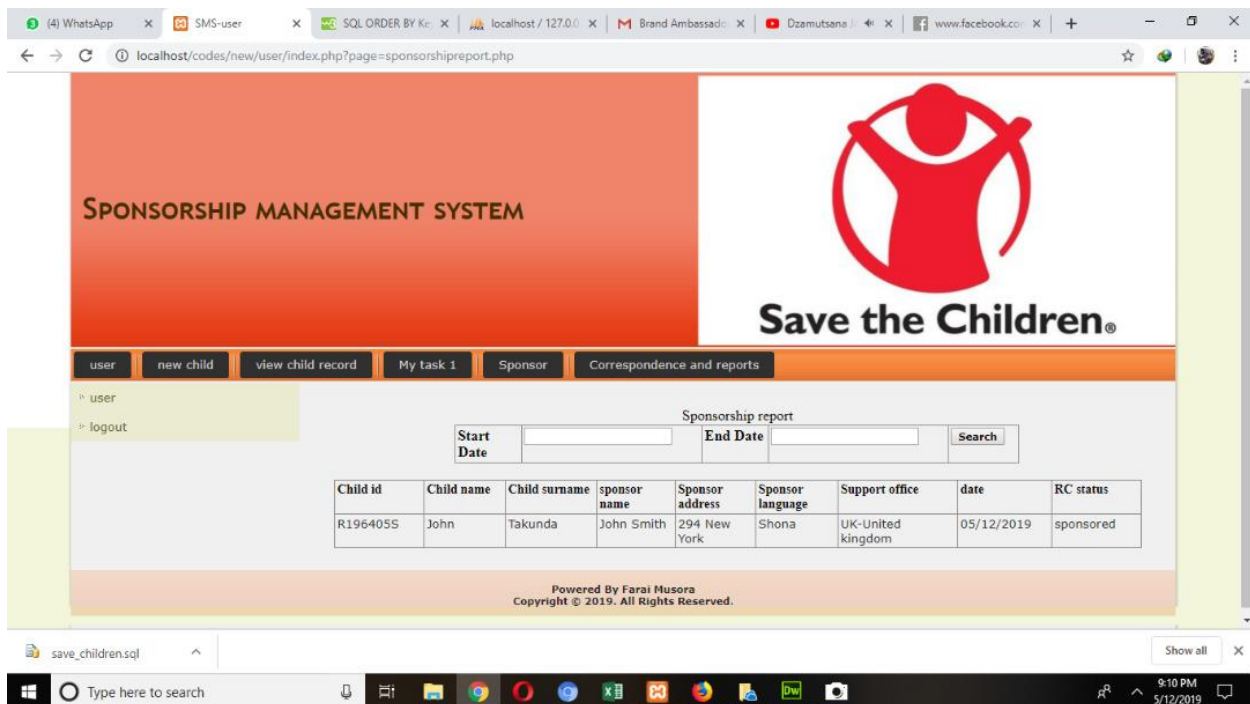 (4) WhatsApp
SMS-user
SQL ORDER BY Ke
localhost / 127.0.0
Brand Ambassado
Dzamutsana
www.facebook.com
localhost/codes/new/user/index.php?page=sponsorshipreport.php
SPONSORSHIP MANAGEMENT SYSTEM
Save the Children®
user
new child
view child record
My task 1
Sponsor
Correspondence and reports
user
logout
Sponsorship report
Start
Date
End Date
Search
Child id Child name Child surname sponsor name Sponsor address Sponsor language Support office date RC status
R196405S John Takunda John Smith 294 New York Shona UK-United kingdom 05/12/2019 sponsored
Powered By Farai Musora
Copyright © 2019. All Rights Reserved.
save_children.sql
Show all
Type here to search
Dw
9:10 PM
5/12/2019